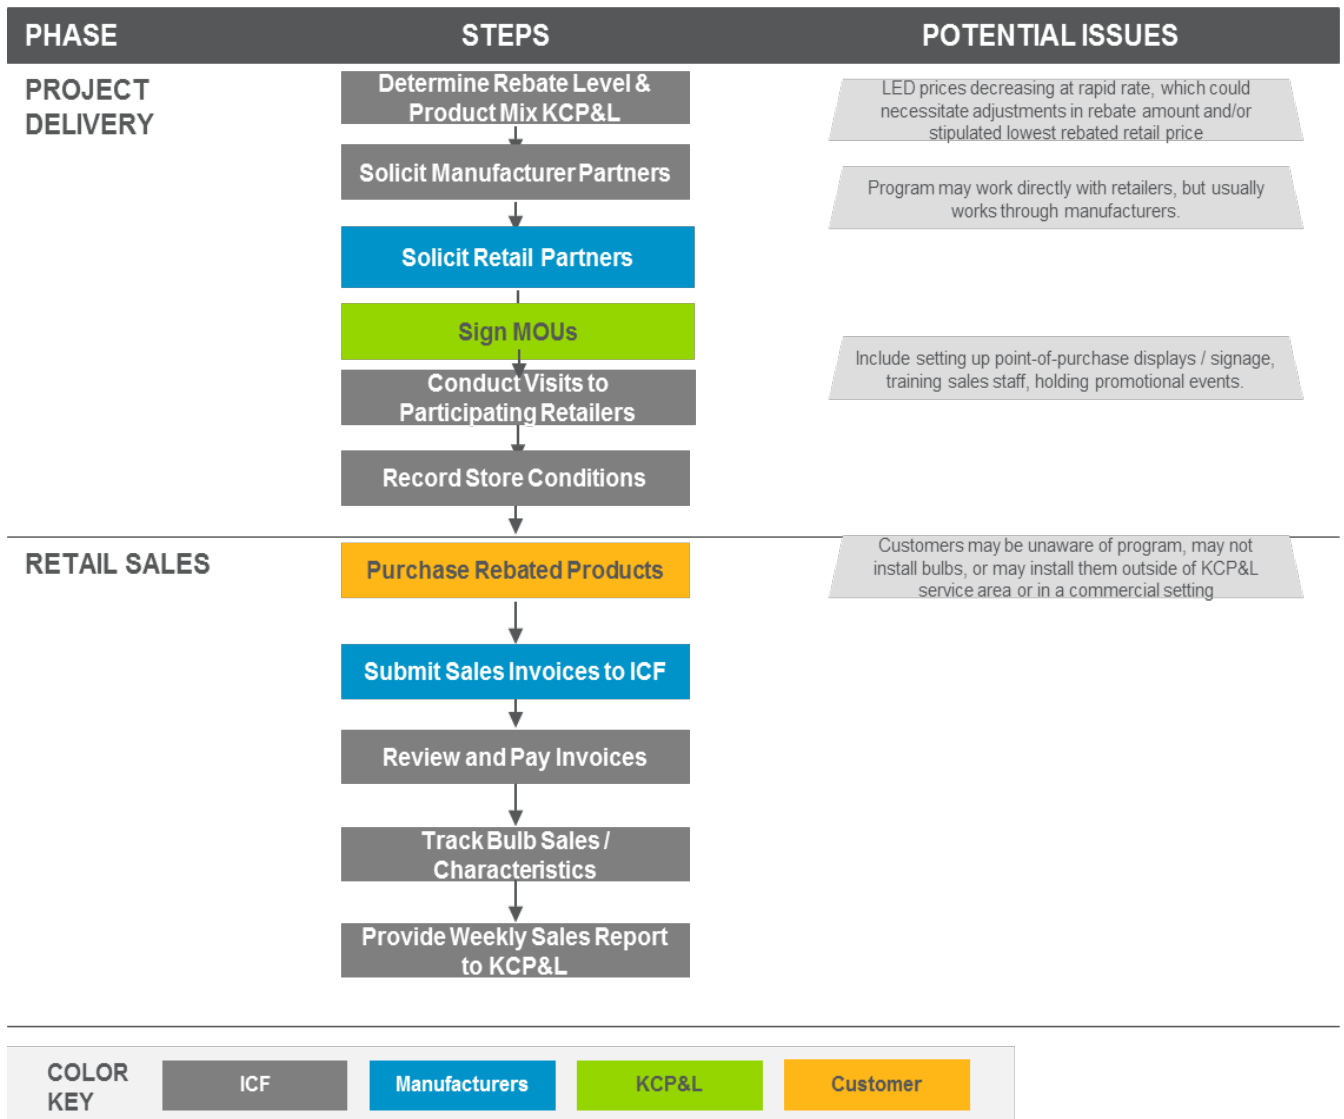 PHASE
STEPS
POTENTIAL ISSUES
PROJECT
DELIVERY
Determine Rebate Level &
Product Mix KCP&L
LED prices decreasing at rapid rate, which could
necessitate adjustments in rebate amount and/or
stipulated lowest rebated retail price
Solicit Manufacturer Partners
Program may work directly with retailers, but usually
works through manufacturers.
Solicit Retail Partners
Sign MOUs
Include setting up point-of-purchase displays / signage,
training sales staff, holding promotional events.
Conduct Visits to
Participating Retailers
Record Store Conditions
RETAIL SALES
Purchase Rebated Products
Customers may be unaware of program, may not
install bulbs, or may install them outside of KCP&L
service area or in a commercial setting
Submit Sales Invoices to ICF
Review and Pay Invoices
Track Bulb Sales /
Characteristics
Provide Weekly Sales Report
to KCP&L
COLOR
KEY
ICF
Manufacturers
KCP&L
Customer